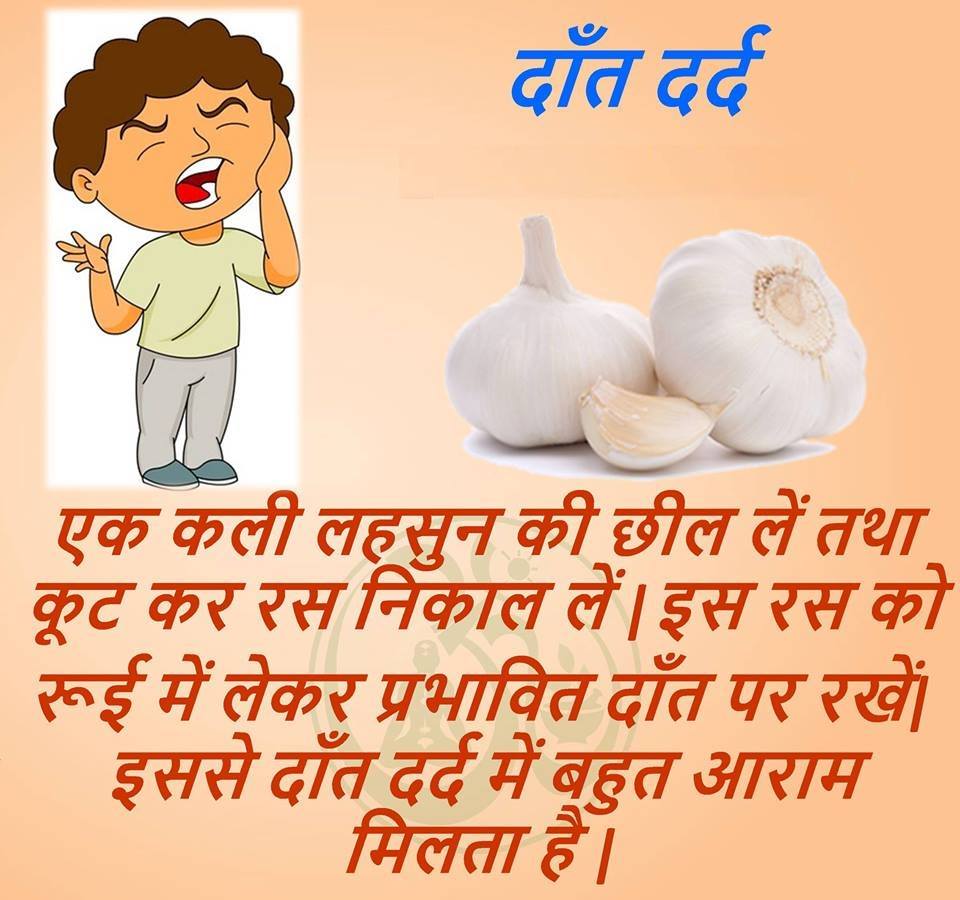 दाँत दर्द
एक कली लहसुन की छील लें तथा
कूट कर रस निकाल लें| इस रस को
रूई में लेकर प्रभावित दाँत पर रखें|
इससे दाँत दर्द में बहुत आराम
मिलता है |